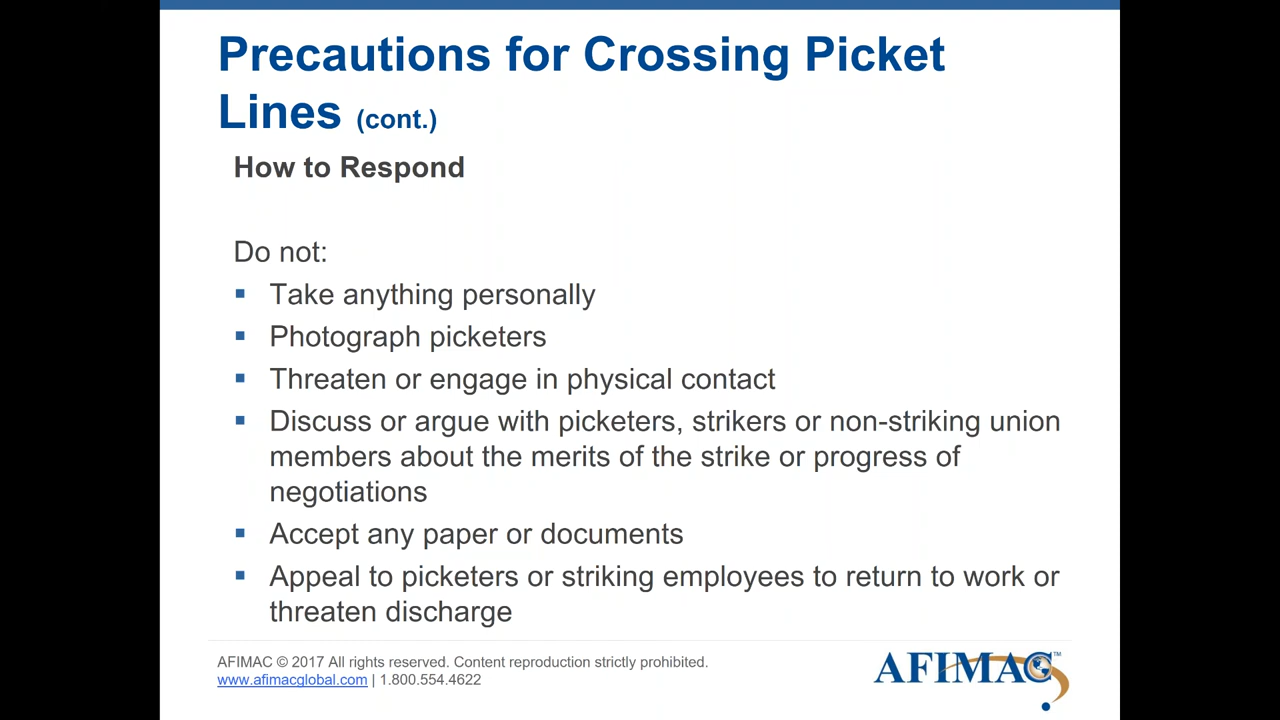 Precautions for Crossing Picket
Lines (cont.)
How to Respond
Do not:
▪ Take anything personally
▪ Photograph picketers
▪ Threaten or engage in physical contact
▪ Discuss or argue with picketers, strikers or non-striking union
members about the merits of the strike or progress of
negotiations
▪ Accept any paper or documents
▪ Appeal to picketers or striking employees to return to work or
threaten discharge
AFIMAC © 2017 All rights reserved. Content reproduction strictly prohibited.
www.afimacglobal.com | 1.800.554.4622
AFIMAC™